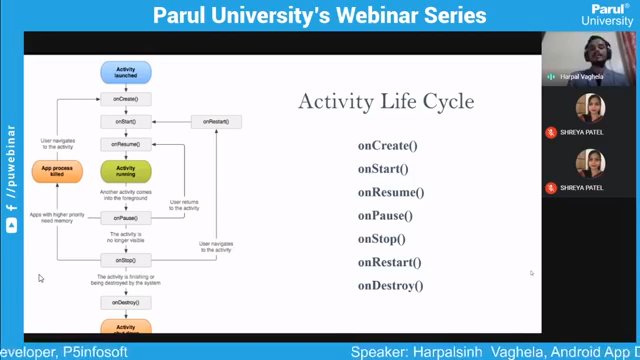 Parul University's Webinar Series
Parul
University
f //puwebinar
Activity
launched
onCreate()
onStart()
onRestart()
User navigates
to the activity
onResume()
App process
killed
Activity
running
Another activity comes
into the foreground
User returns
to the activity
Apps with higher priority
need memory
onPause()
The activity is
no longer visible
User navigates
to the activity
onStop()
The activity is finishing or
being destroyed by the system
onDestroy()
Activity
Activity Life Cycle
onCreate()
onStart()
onResume()
onPause()
onStop()
onRestart()
onDestroy()
Harpal Vaghela
SHREYA PATEL
SHREYA PATEL
eveloper, P5infosoft
Speaker: Harpalsinh Vaghela, Android App D